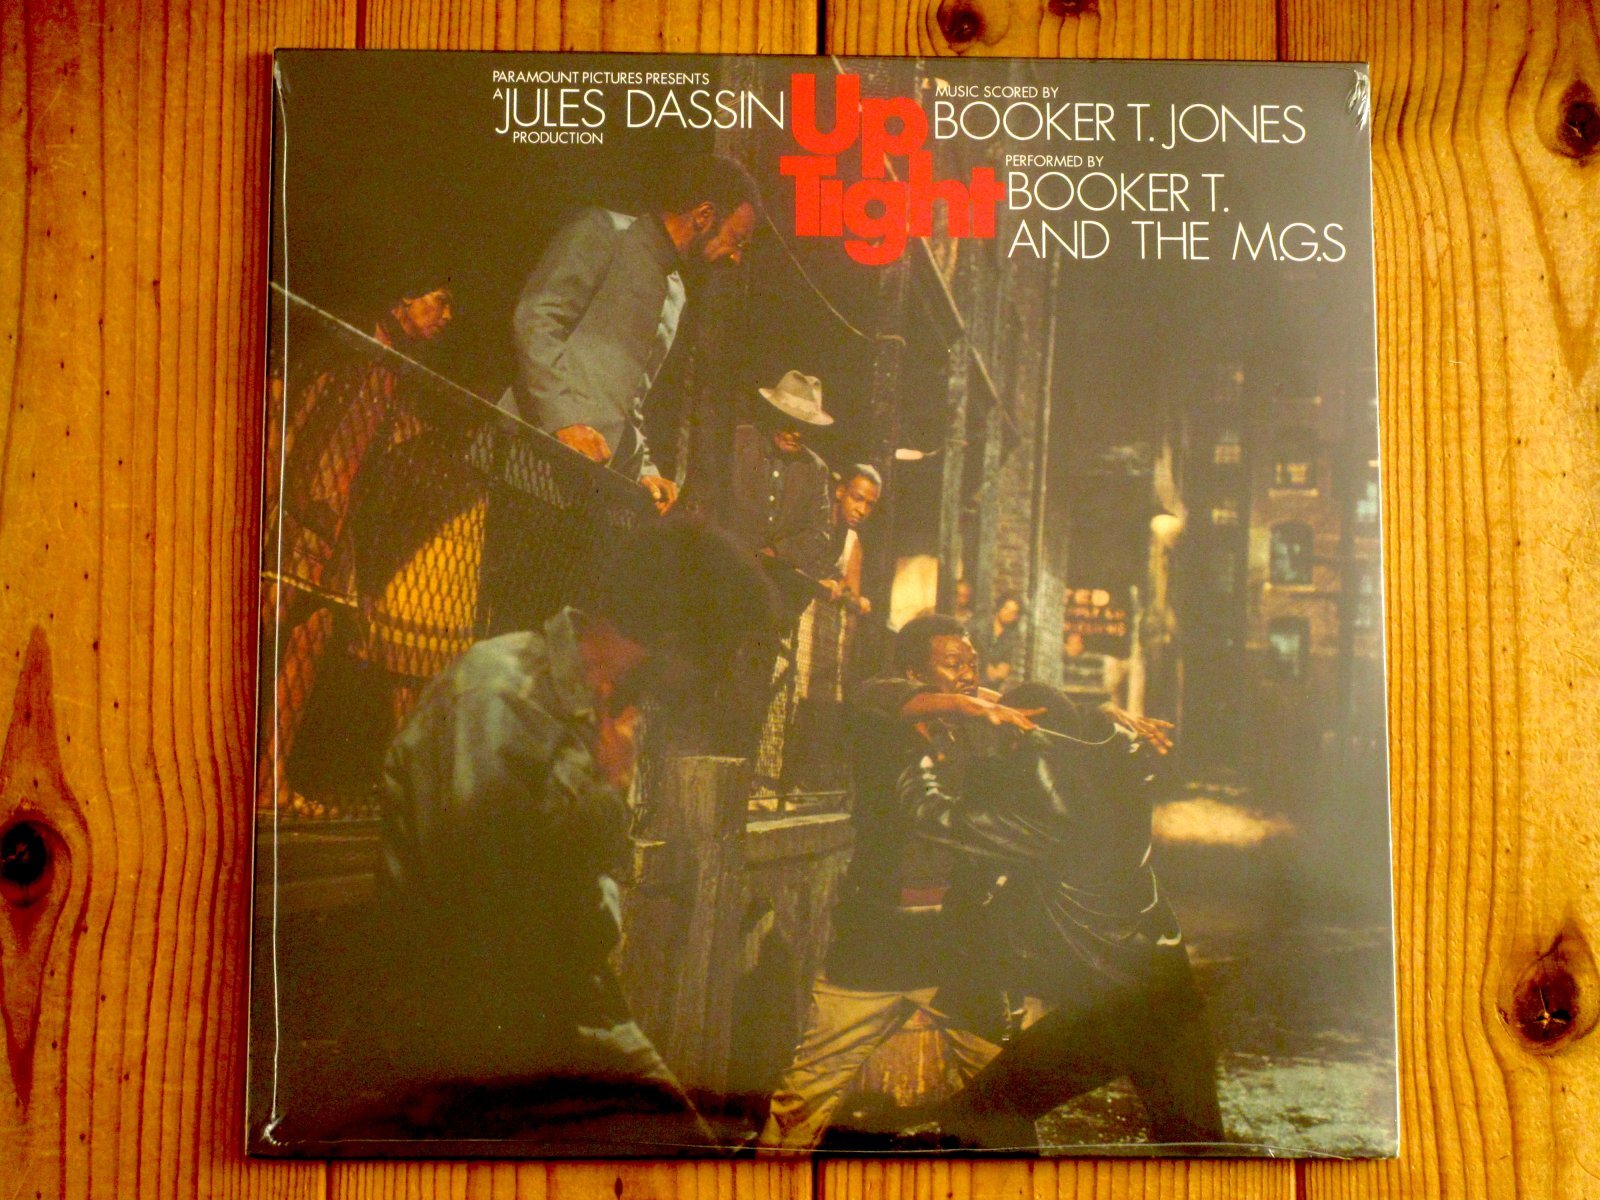 PARAMOUNT PICTURES PRESENTS
A JULES DASSIN
PRODUCTION
Up
Tight
MUSIC SCORED BY
BOOKER T. JONES
PERFORMED BY
BOOKER T.
AND THE M.G.S